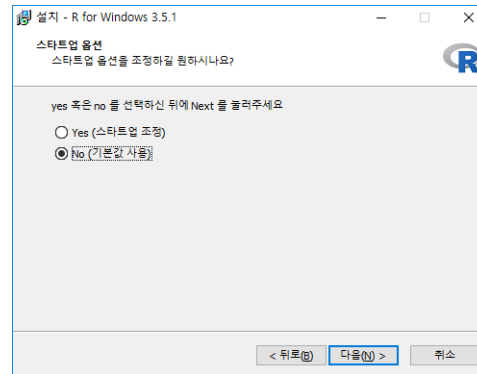 설치 - R for Windows 3.5.1
스타트업 옵션
스타트업 옵션을 조정하길 원하시나요?
R
yes 혹은 no 를 선택하신 뒤에 Next 를 눌러주세요
Yes (스타트업 조정)
No (기본값 사용)
< 뒤로(B)
다음(N) >
취소